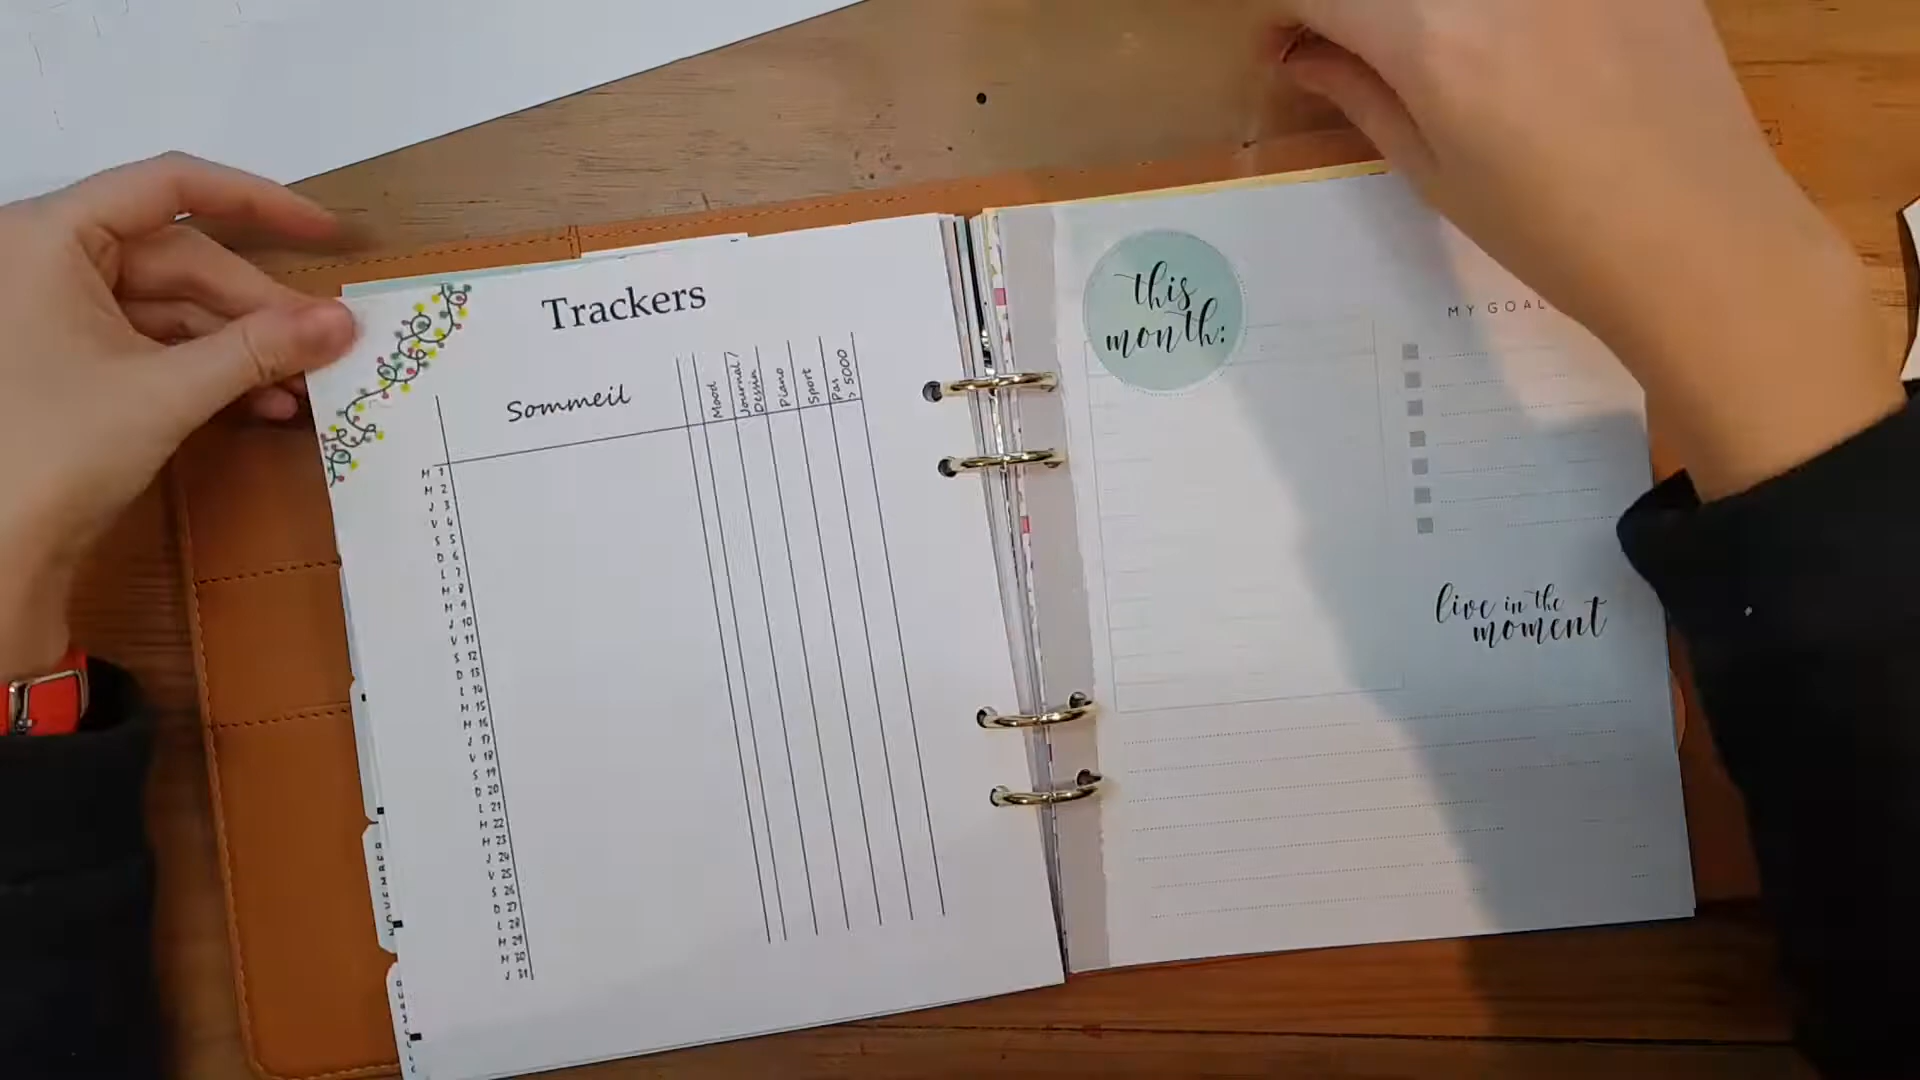 Trackers
Sommeil
Mood
Journal /
Dessin
Piano
Sport
Pas
> 5000
M 1
M 2
J 3
V 4
S 5
D 6
L 7
M 8
M 9
J 10
V 11
S 12
D 13
L 14
M 15
M 16
J 17
V 18
S 19
D 20
L 21
M 22
M 23
J 24
V 25
S 26
D 27
L 28
M 29
M 30
J 31
NOVEMBER
this
month:
MY GOAL
live in the
moment